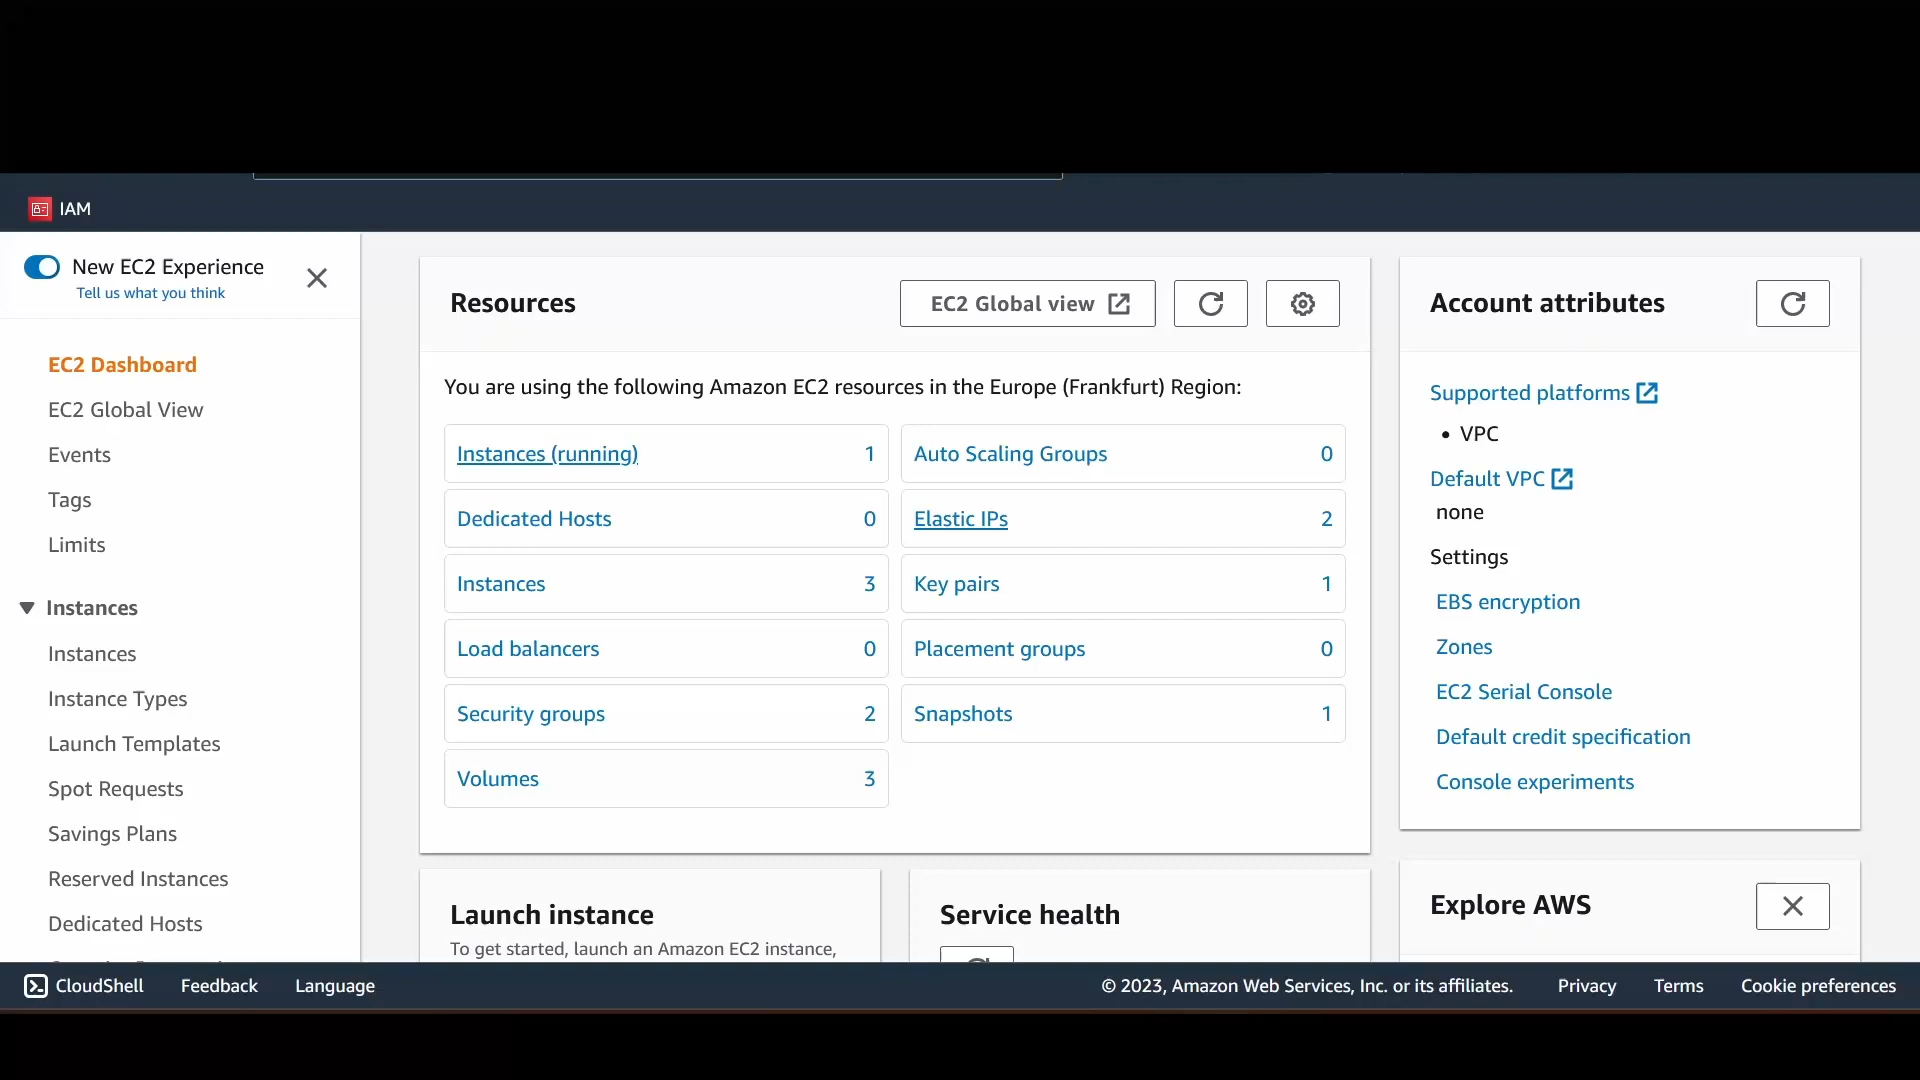 IAM
New EC2 Experience
Tell us what you think
EC2 Dashboard
EC2 Global View
Events
Tags
Limits
Instances
Instances
Instance Types
Launch Templates
Spot Requests
Savings Plans
Reserved Instances
Dedicated Hosts
Resources
EC2 Global view
You are using the following Amazon EC2 resources in the Europe (Frankfurt) Region:
Instances (running) 1
Auto Scaling Groups 0
Dedicated Hosts 0
Elastic IPs 2
Instances 3
Key pairs 1
Load balancers 0
Placement groups 0
Security groups 2
Snapshots 1
Volumes 3
Launch instance
To get started, launch an Amazon EC2 instance,
Service health
Account attributes
Supported platforms
• VPC
Default VPC
none
Settings
EBS encryption
Zones
EC2 Serial Console
Default credit specification
Console experiments
Explore AWS
CloudShell Feedback Language © 2023, Amazon Web Services, Inc. or its affiliates. Privacy Terms Cookie preferences